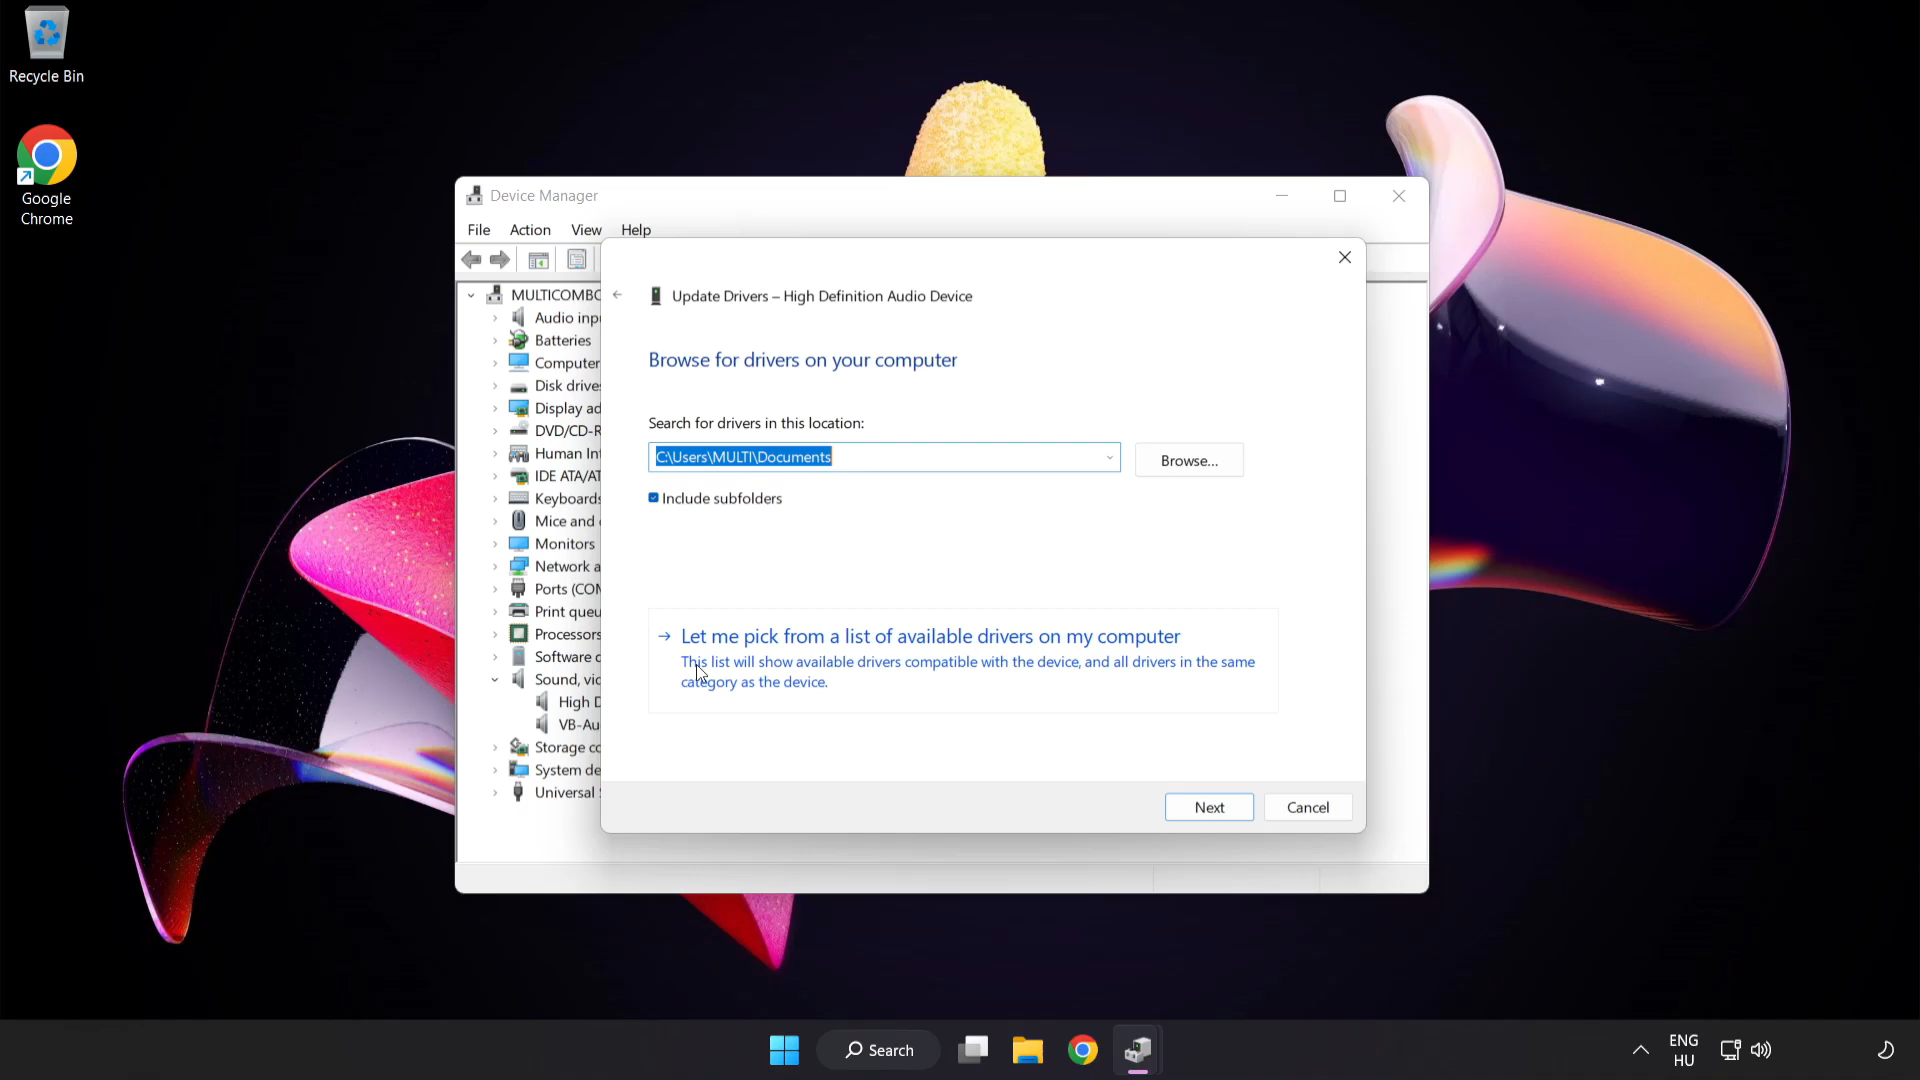 Recycle Bin
Google
Chrome
Device Manager
File Action View Help
MULTICOMBO
Audio inpu
Batteries
Computer
Disk drives
Display ad
DVD/CD-R
Human Int
IDE ATA/AT
Keyboards
Mice and
Monitors
Network a
Ports (COM
Print queu
Processors
Software d
Sound, vid
High D
VB-Au
Storage co
System de
Universal
Update Drivers – High Definition Audio Device
Browse for drivers on your computer
Search for drivers in this location:
C:\Users\MULTI\Documents
Browse...
Include subfolders
Let me pick from a list of available drivers on my computer
This list will show available drivers compatible with the device, and all drivers in the same
category as the device.
Next Cancel
Search
ENG
HU